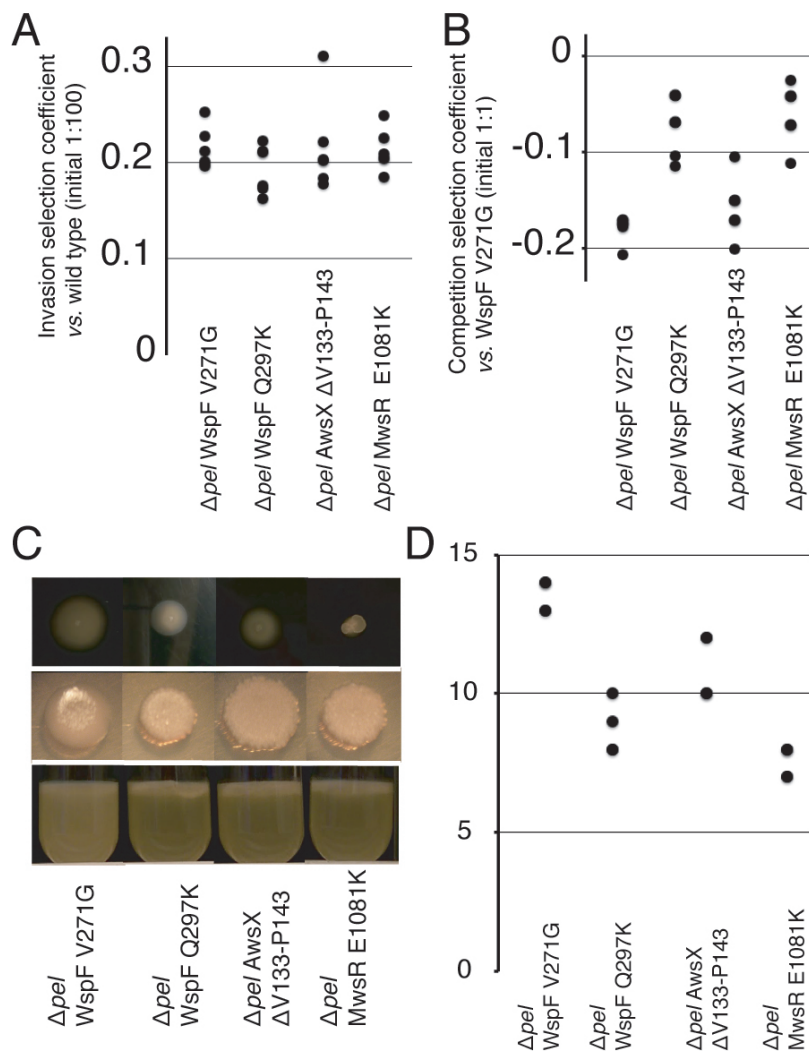 A
Invasion selection coefficient
vs. wild type (initial 1:100)
0.3
0.2
0.1
0
Δpel WspF V271G
Δpel WspF Q297K
Δpel AwsX ΔV133-P143
Δpel MwsR E1081K
B
Competition selection coefficient
vs. WspF V271G (initial 1:1)
0
-0.1
-0.2
Δpel WspF V271G
Δpel WspF Q297K
Δpel AwsX ΔV133-P143
Δpel MwsR E1081K
C
Δpel
WspF V271G
Δpel
WspF Q297K
Δpel AwsX
ΔV133-P143
Δpel
MwsR E1081K
D
15
10
5
0
Δpel
WspF V271G
Δpel
WspF Q297K
Δpel AwsX
ΔV133-P143
Δpel
MwsR E1081K